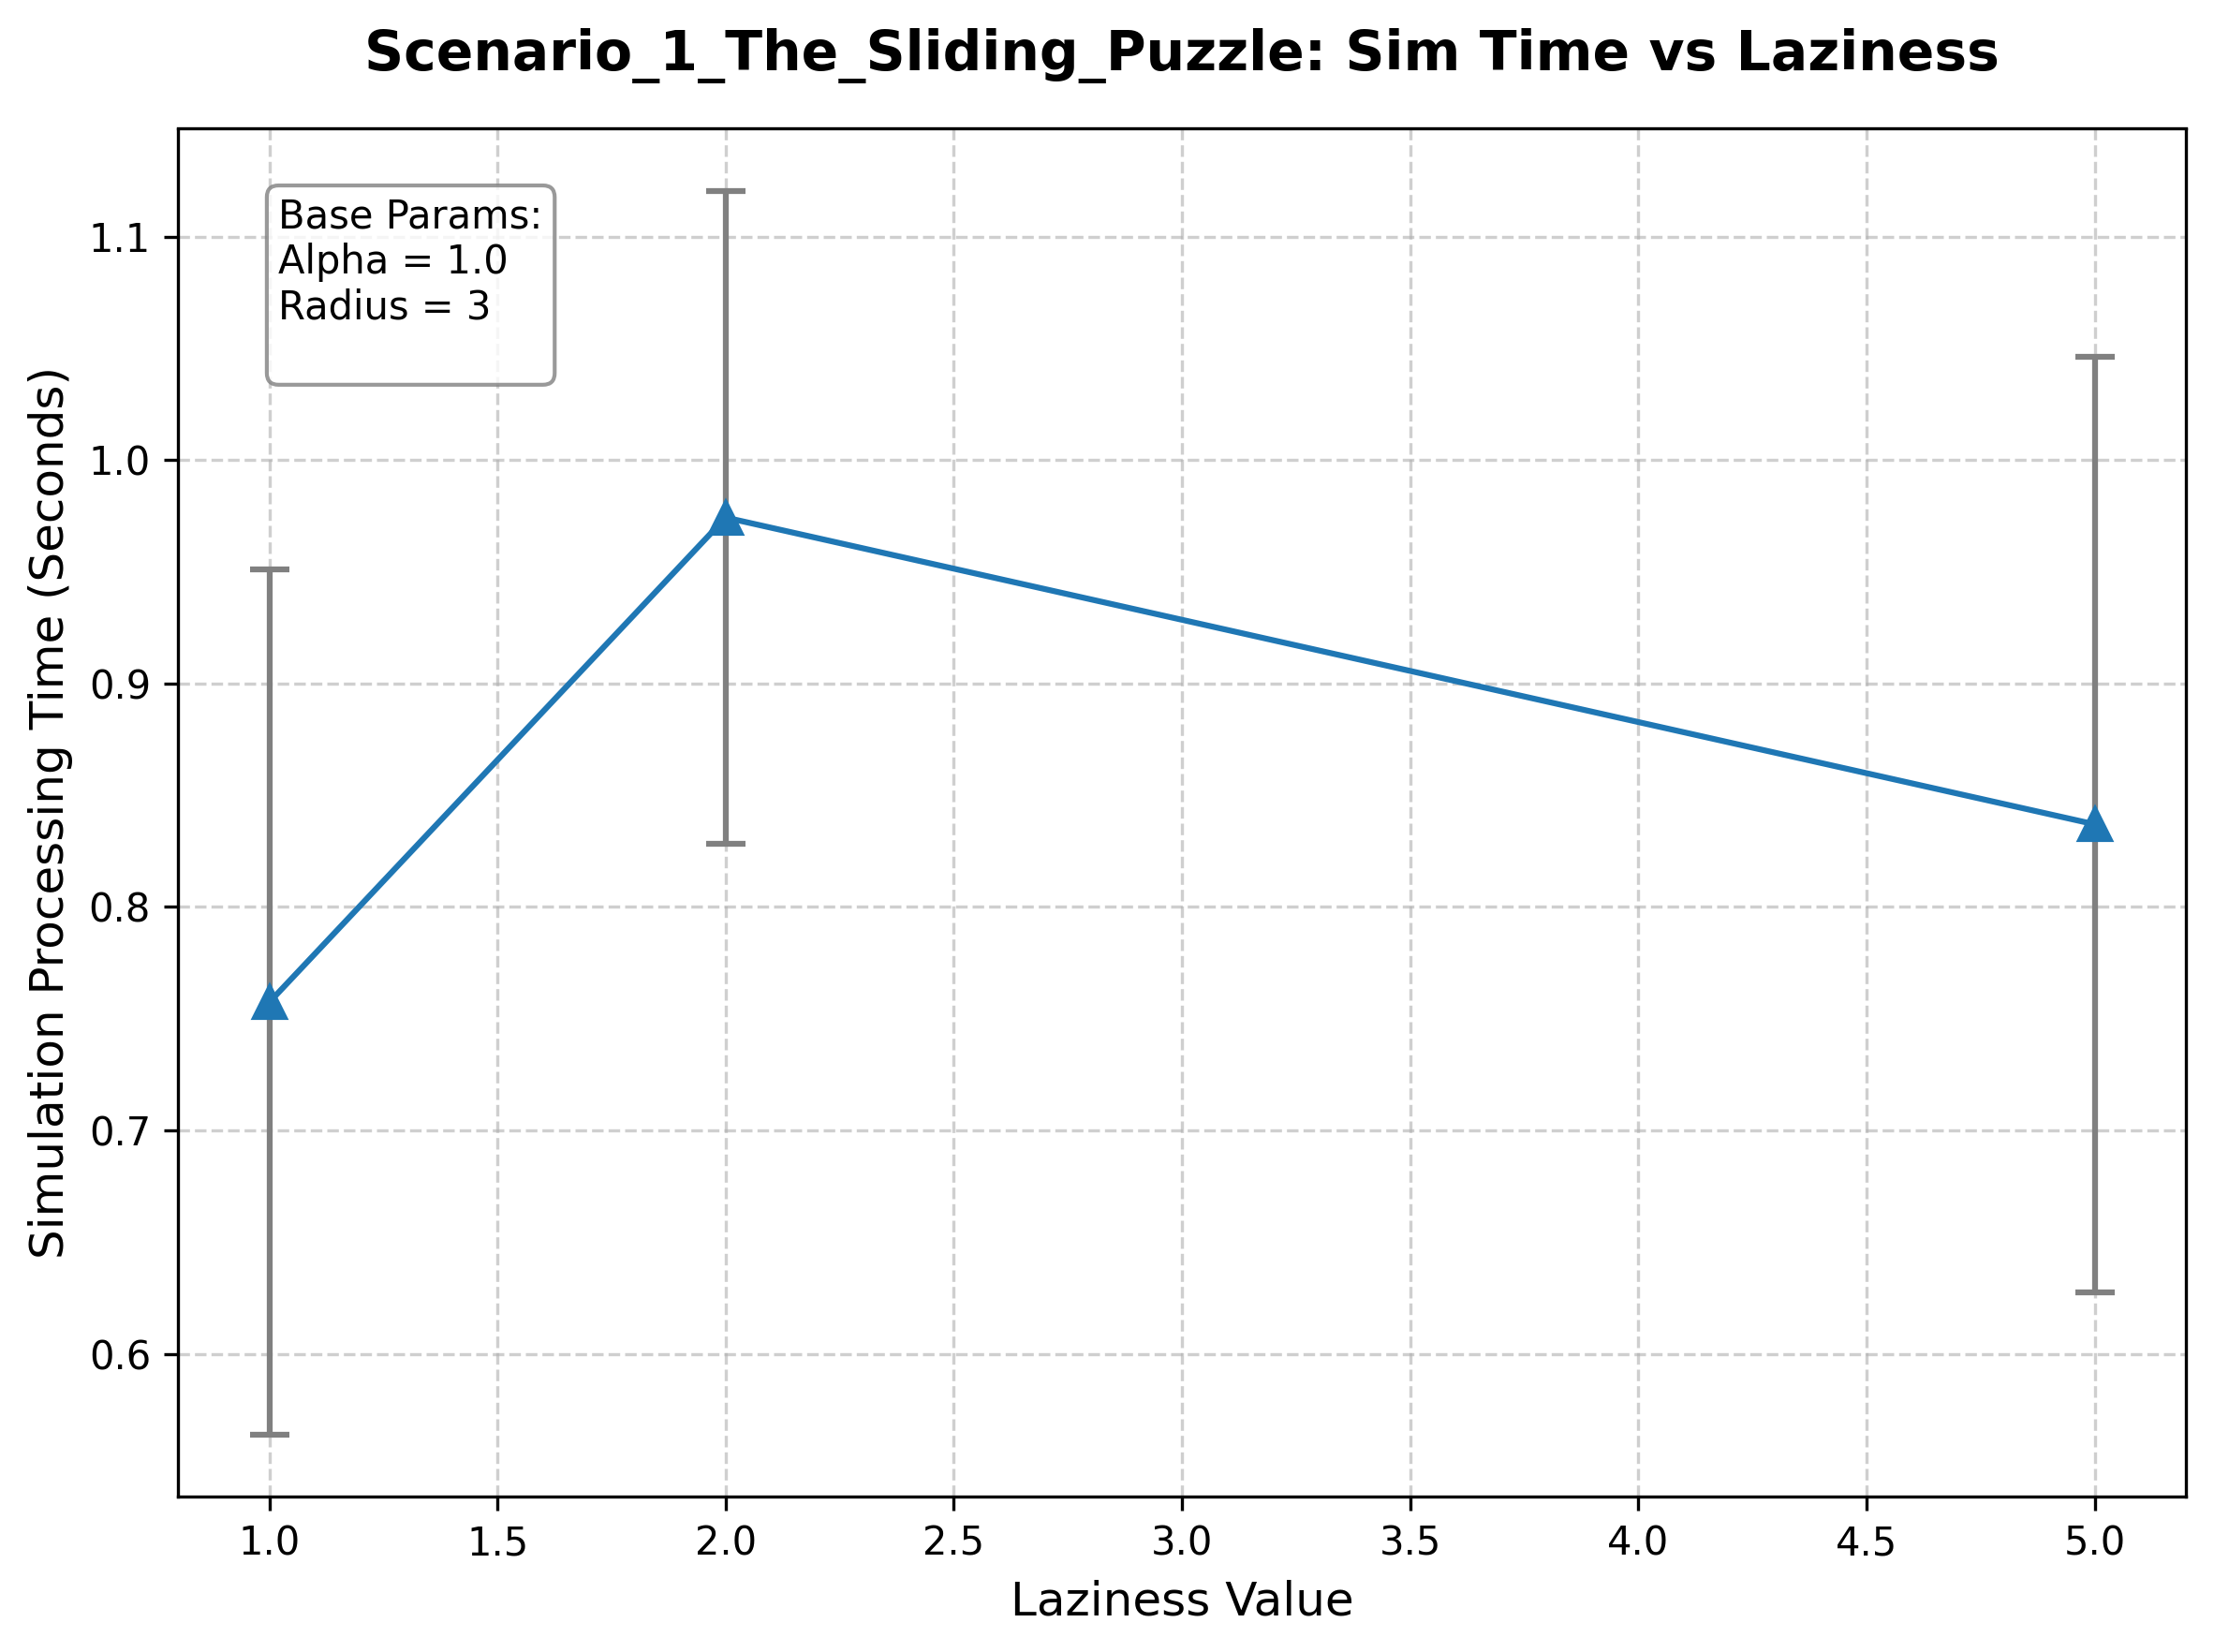 Scenario_1_The_Sliding_Puzzle: Sim Time vs Laziness
Base Params:
Alpha = 1.0
Radius = 3
Simulation Processing Time (Seconds)
1.1
1.0
0.9
0.8
0.7
0.6
1.0 1.5 2.0 2.5 3.0 3.5 4.0 4.5 5.0
Laziness Value